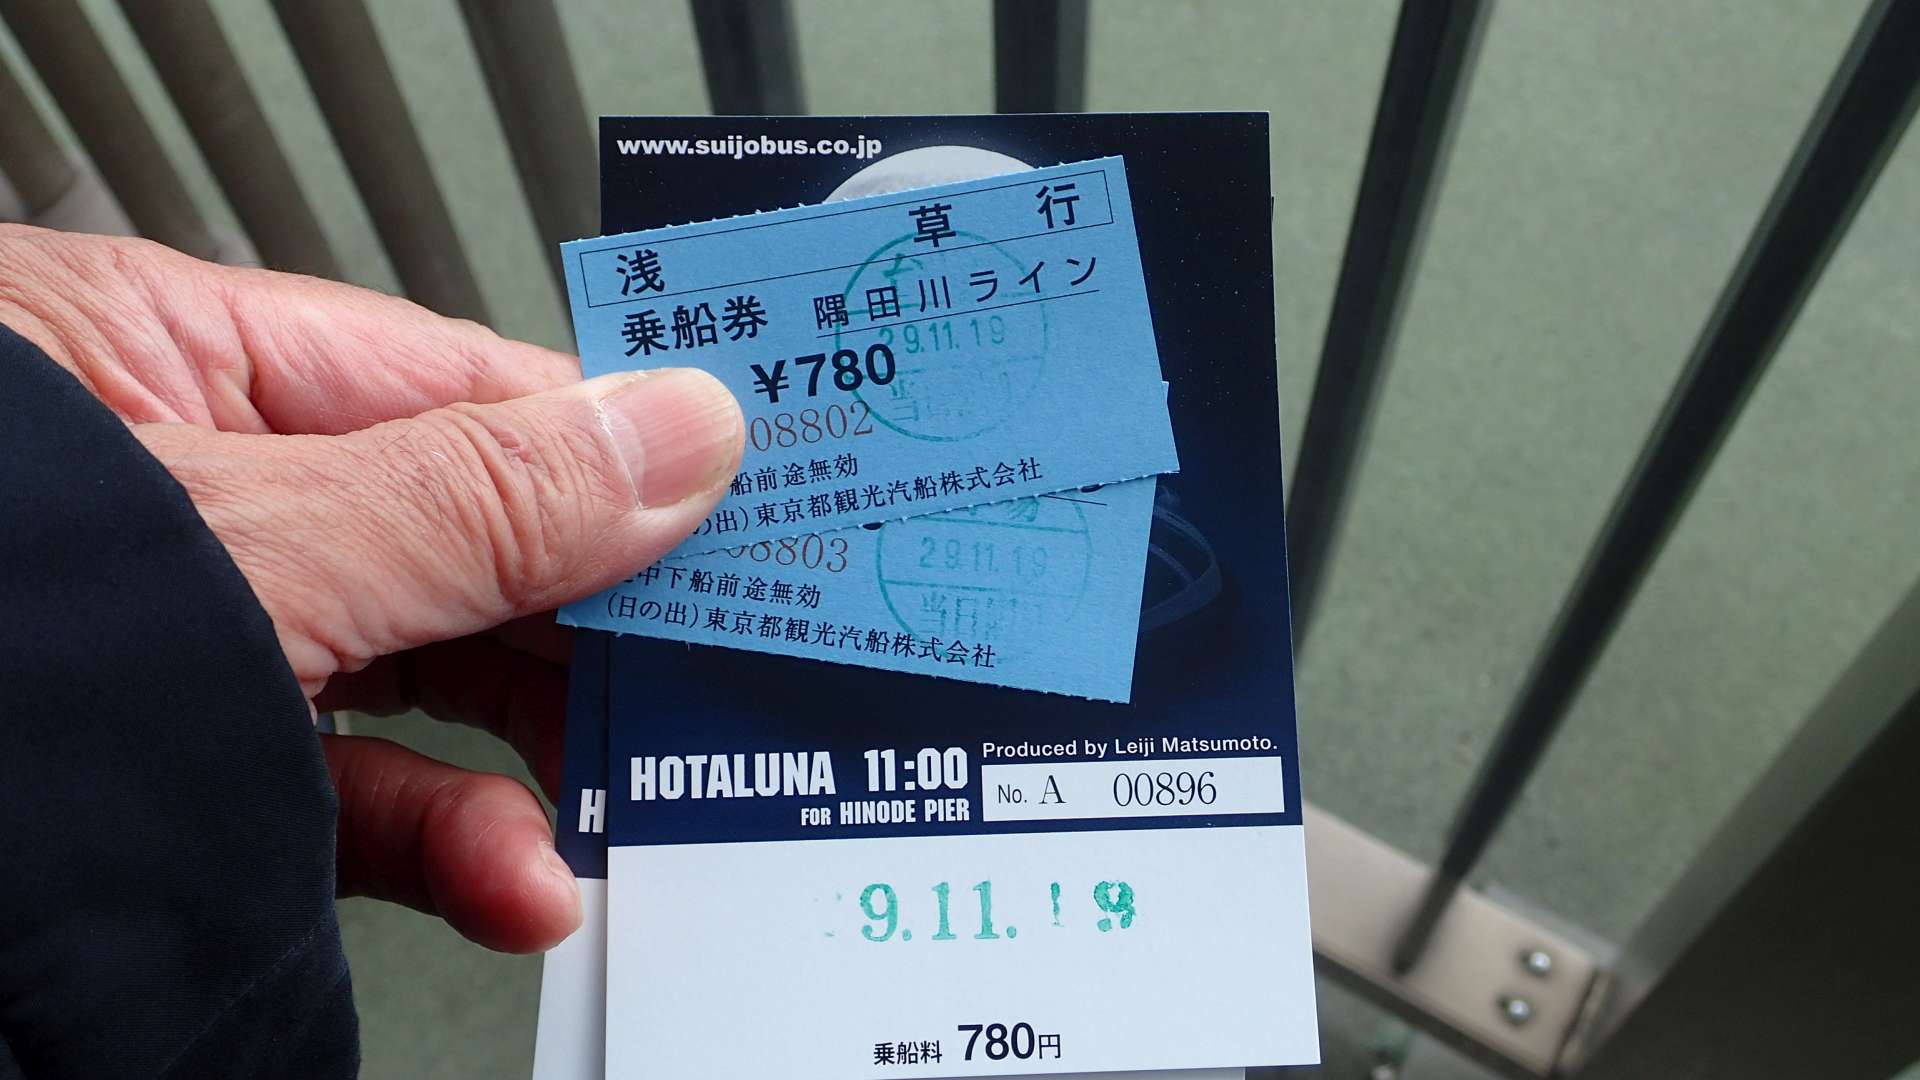 www.suijobus.co.jp
浅草行
乗船券 隅田川ライン
29.11.19
¥780
当日
08802
船前途無効
の出)東京都観光汽船株式会社
08803
29.11.19
当日
中下船前途無効
(日の出)東京都観光汽船株式会社
HOTALUNA 11:00
FOR HINODE PIER
Produced by Leiji Matsumoto.
No. A 00896
H
9.11.19
乗船料 780円